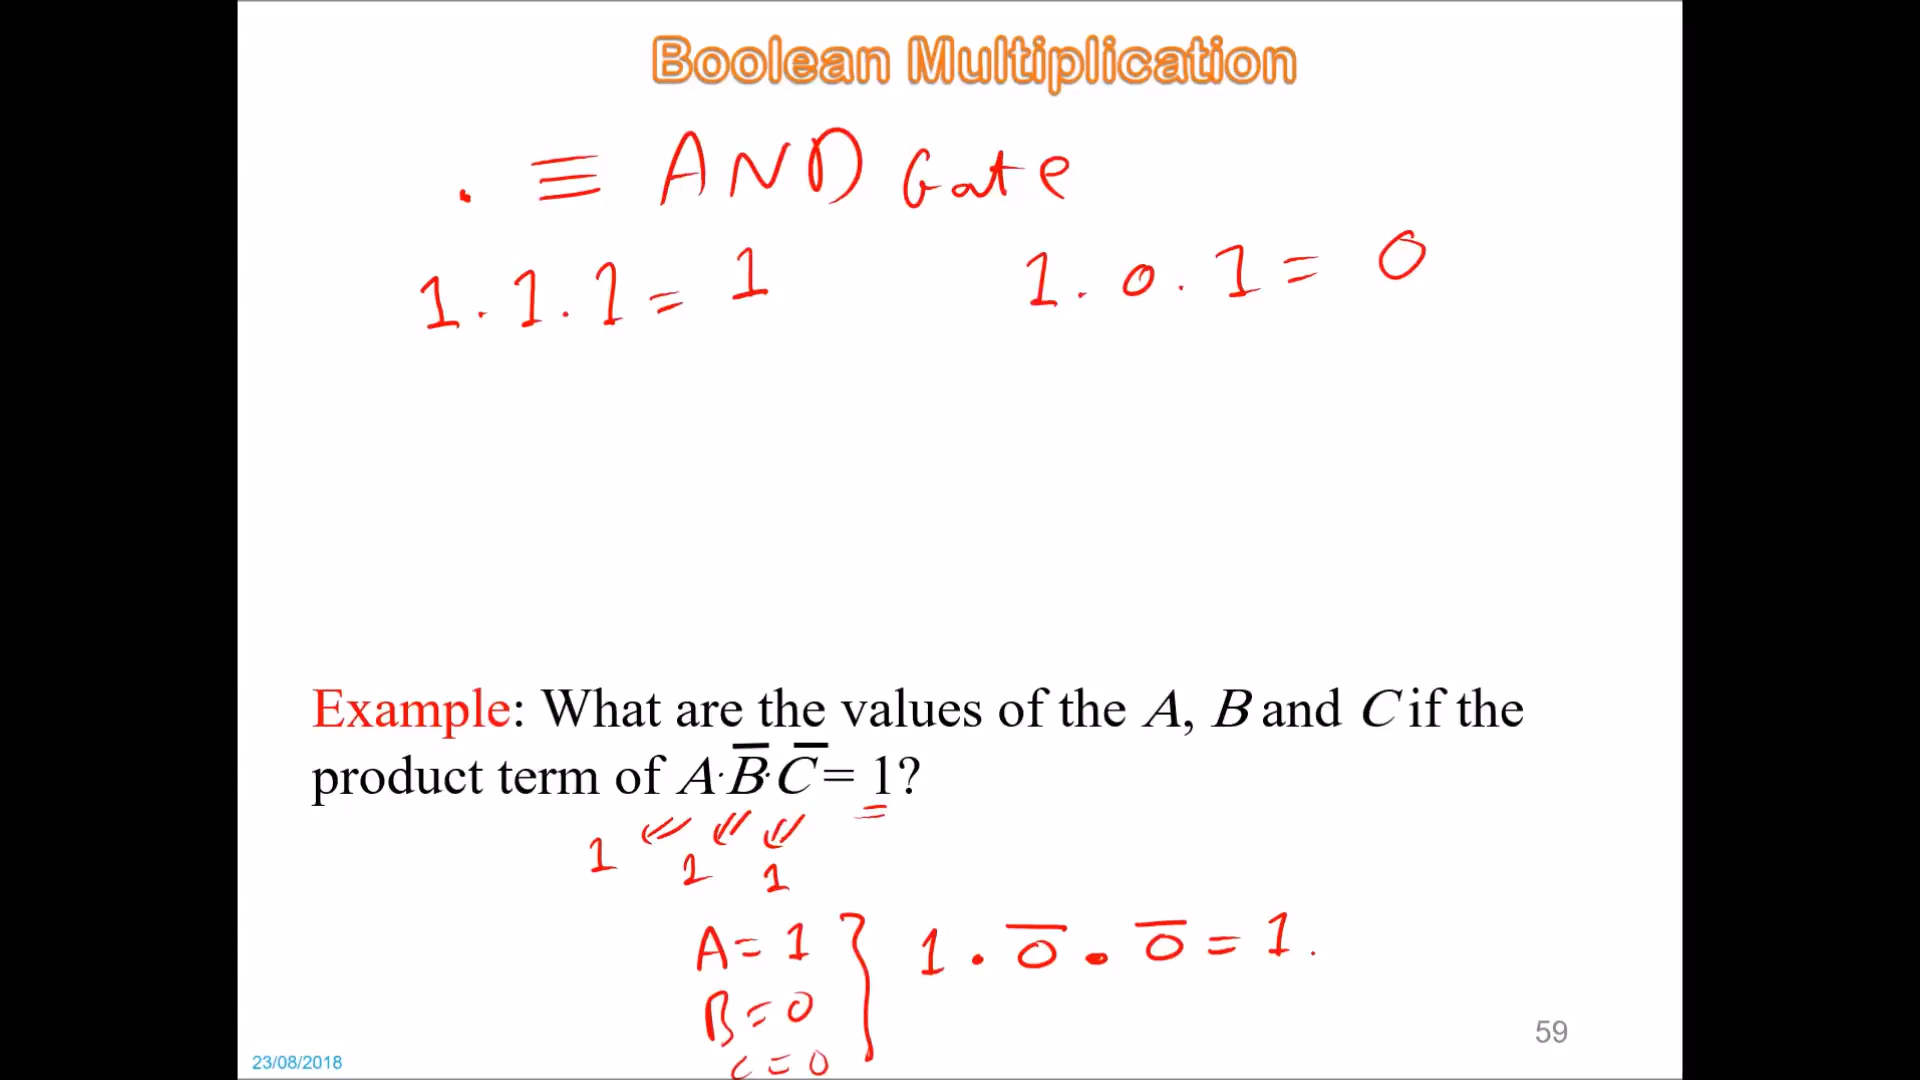 Boolean Multiplication
. ≡ AND Gate
1 . 1 . 1 = 1
1 . 0 . 1 = 0
Example: What are the values of the A, B and C if the
product term of A·B̅·C̅ = 1?
1 1 1
A = 1
B = 0
C = 0
1 . 0̅ . 0̅ = 1.
59
23/08/2018